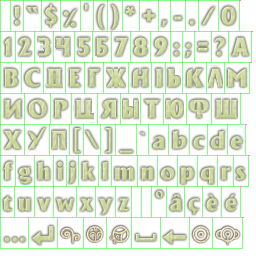 ! " $ % ' ( ) * + , - . / 0
1 2 3 4 5 6 7 8 9 : ; = ? A
B C E F Ж H I Ь K Λ M
И O P Ц Я Ы T Ю Ф Ш
X У П [ \ ] _ ` a b c d e
f g h i j k l m n o p q r s
t u v w x y z ° â ç è é
…